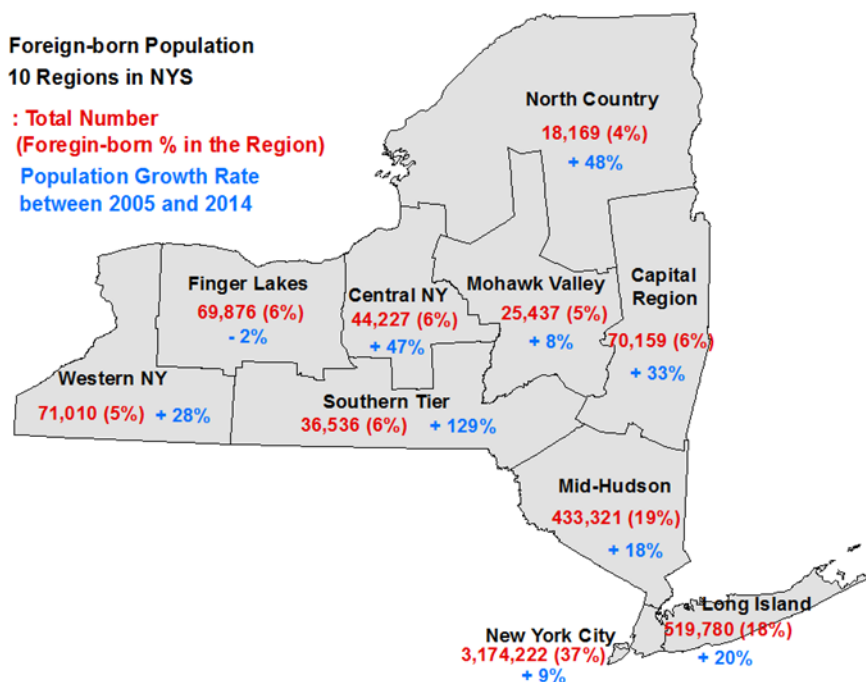 Foreign-born Population
10 Regions in NYS
: Total Number
(Foregin-born % in the Region)
Population Growth Rate
between 2005 and 2014
North Country
18,169 (4%)
+ 48%
Finger Lakes
69,876 (6%)
- 2%
Central NY
44,227 (6%)
+ 47%
Mohawk Valley
25,437 (5%)
+ 8%
Capital
Region
70,159 (6%)
+ 33%
Western NY
71,010 (5%) + 28%
Southern Tier
36,536 (6%) + 129%
Mid-Hudson
433,321 (19%)
+ 18%
Long Island
519,780 (18%)
+ 20%
New York City
3,174,222 (37%)
+ 9%